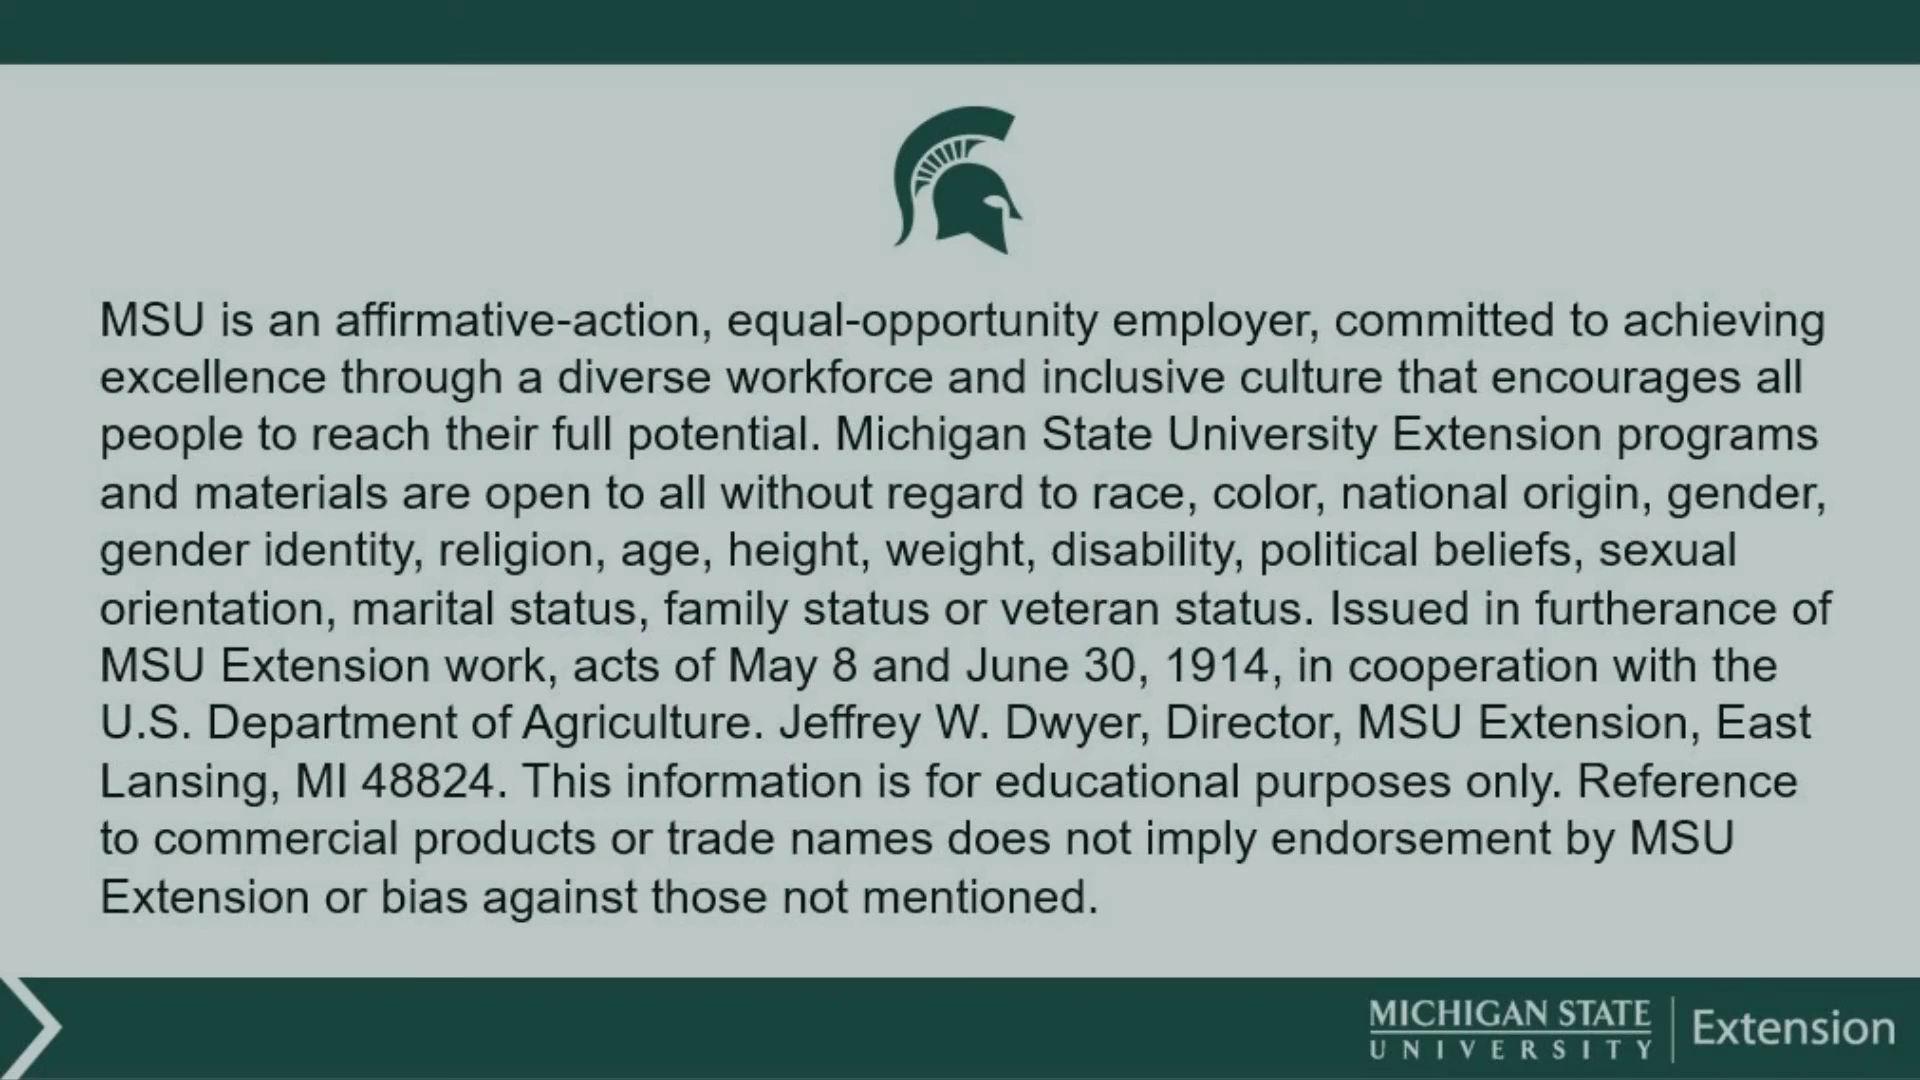 MSU is an affirmative-action, equal-opportunity employer, committed to achieving
excellence through a diverse workforce and inclusive culture that encourages all
people to reach their full potential. Michigan State University Extension programs
and materials are open to all without regard to race, color, national origin, gender,
gender identity, religion, age, height, weight, disability, political beliefs, sexual
orientation, marital status, family status or veteran status. Issued in furtherance of
MSU Extension work, acts of May 8 and June 30, 1914, in cooperation with the
U.S. Department of Agriculture. Jeffrey W. Dwyer, Director, MSU Extension, East
Lansing, MI 48824. This information is for educational purposes only. Reference
to commercial products or trade names does not imply endorsement by MSU
Extension or bias against those not mentioned.
MICHIGAN STATE
UNIVERSITY
Extension